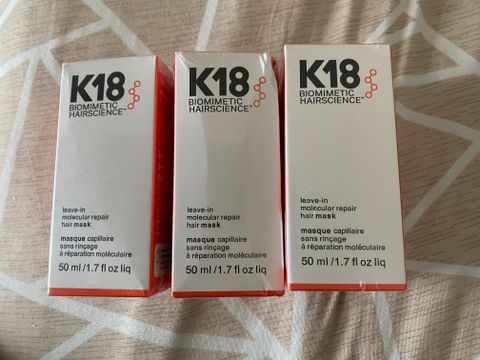 K18
BIOMIMETIC
HAIRSCIENCE™
leave-in
molecular repair
hair mask
masque capillaire
sans rinçage
à réparation moléculaire
50 ml / 1.7 fl oz liq
K18
BIOMIMETIC
HAIRSCIENCE™
leave-in
molecular repair
hair mask
masque capillaire
sans rinçage
à réparation moléculaire
50 ml / 1.7 fl oz liq
K18
BIOMIMETIC
HAIRSCIENCE™
leave-in
molecular repair
hair mask
masque capillaire
sans rinçage
à réparation moléculaire
50 ml / 1.7 fl oz liq